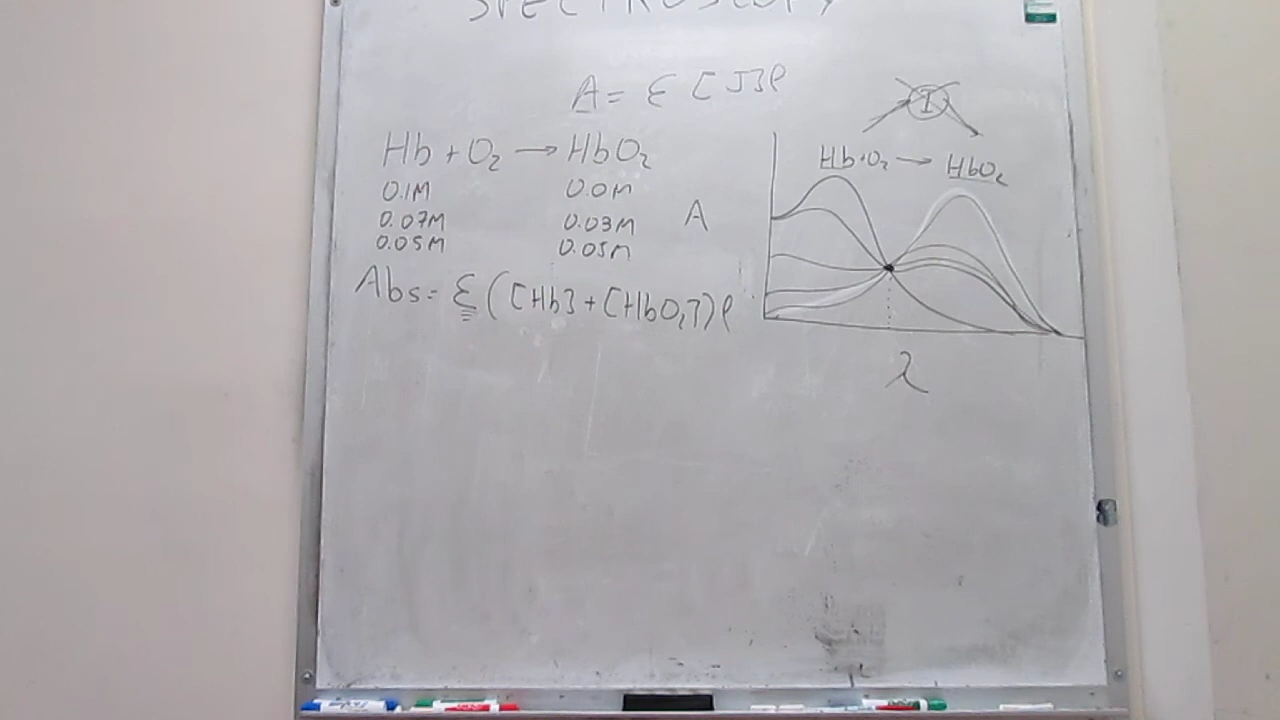 SPECTROSCOPY
A = ε [J]ℓ
Hb + O₂ → HbO₂
0.1M 0.0M
0.07M 0.03M
0.05M 0.05M
Abs = ε ([Hb] + [HbO₂])ℓ
I
Hb + O₂ → HbO₂
A
λ